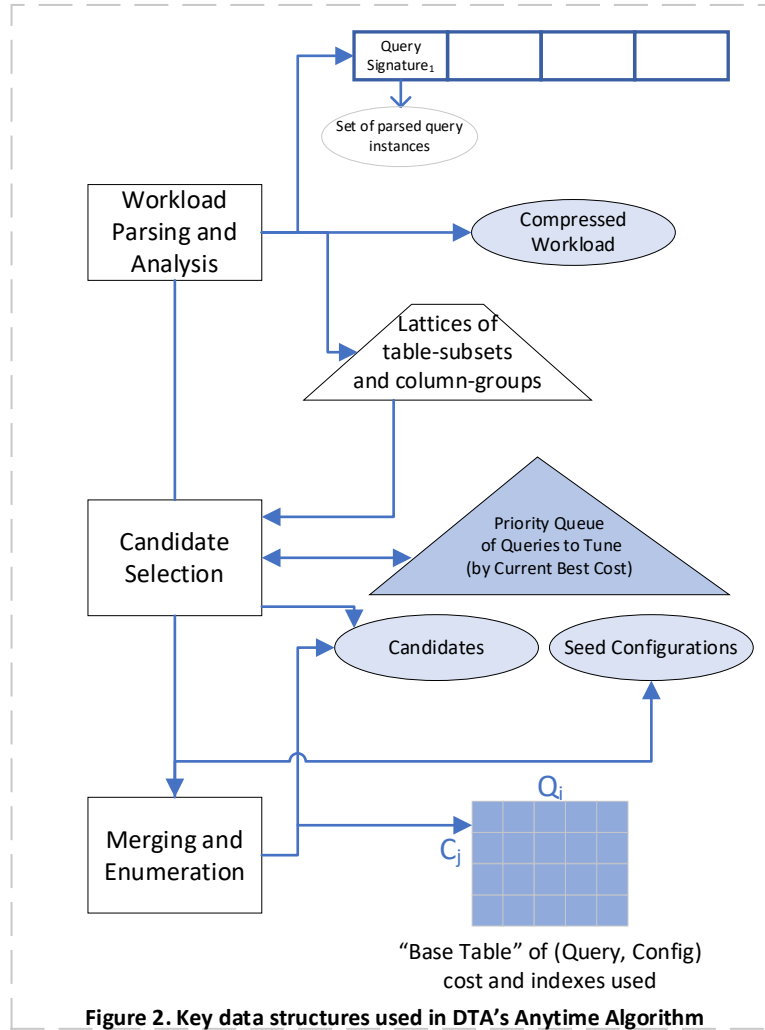 Query
Signature₁
Set of parsed query
instances
Workload
Parsing and
Analysis
Compressed
Workload
Lattices of
table-subsets
and column-groups
Candidate
Selection
Priority Queue
of Queries to Tune
(by Current Best Cost)
Candidates
Seed Configurations
Merging and
Enumeration
Qᵢ
Cⱼ
“Base Table” of (Query, Config)
cost and indexes used
Figure 2. Key data structures used in DTA’s Anytime Algorithm